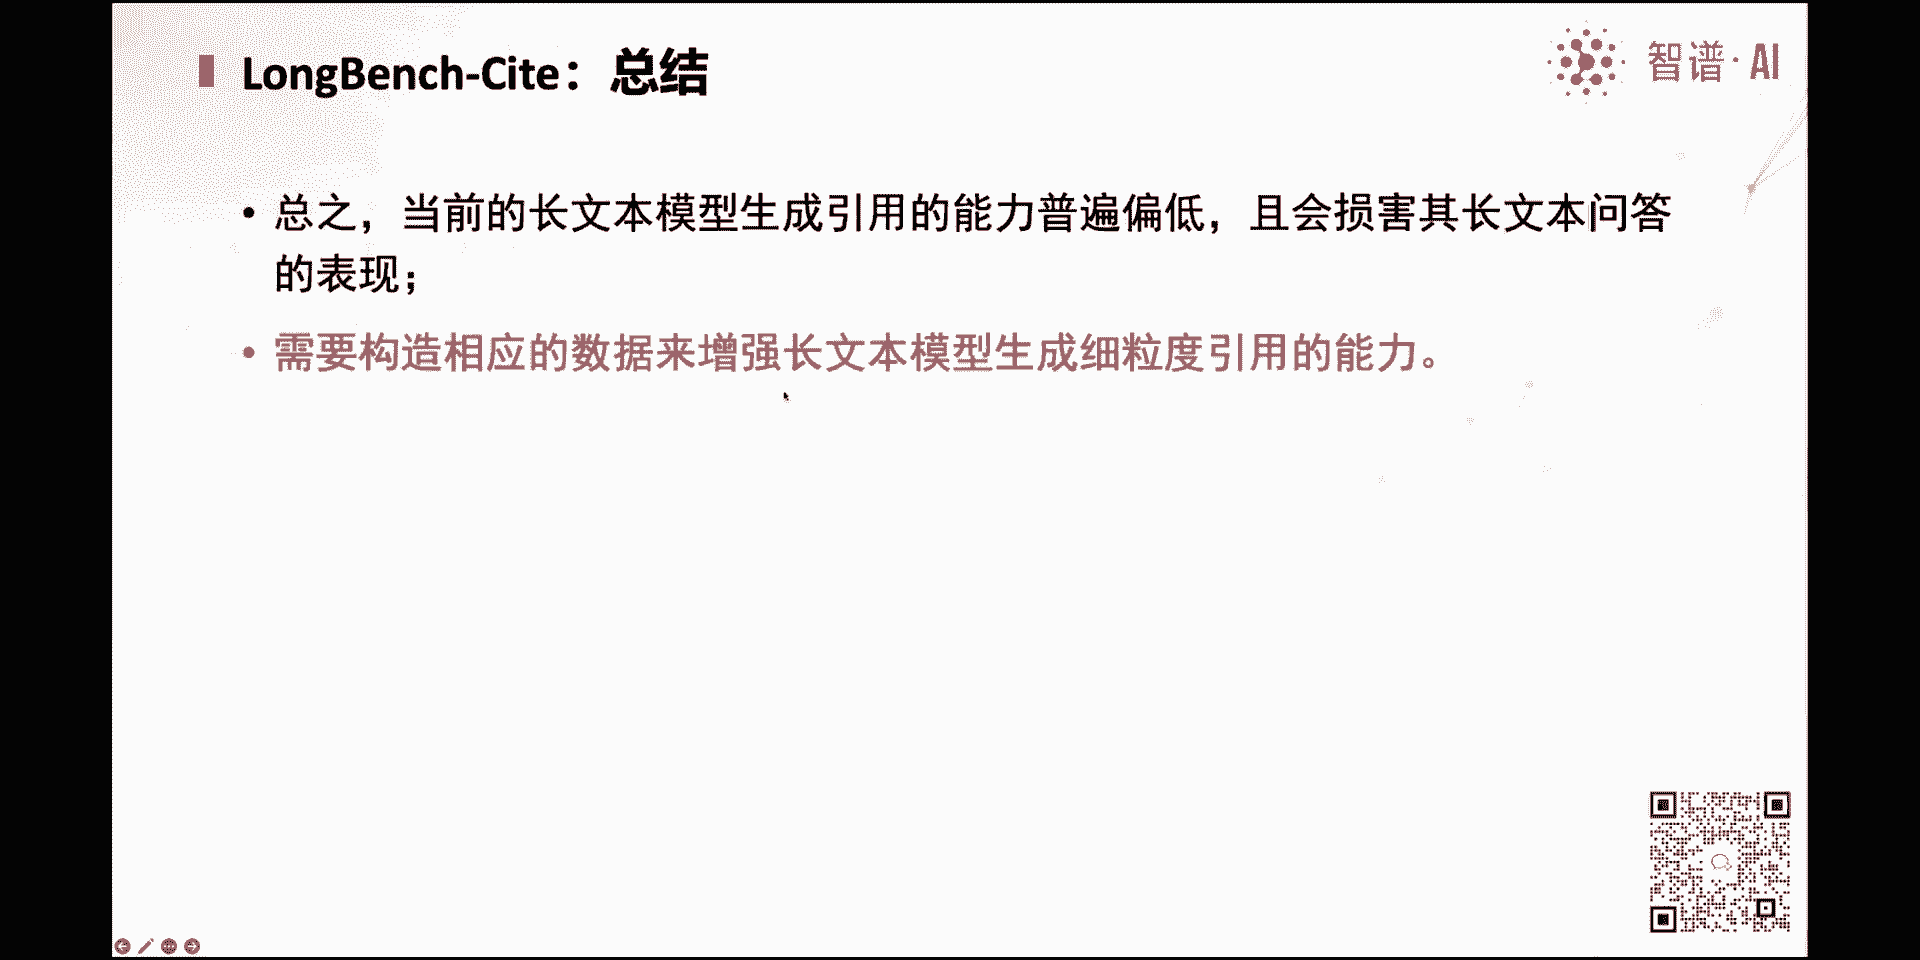 LongBench-Cite：总结
智谱·AI
• 总之，当前的长文本模型生成引用的能力普遍偏低，且会损害其长文本问答
的表现；
• 需要构造相应的数据来增强长文本模型生成细粒度引用的能力。